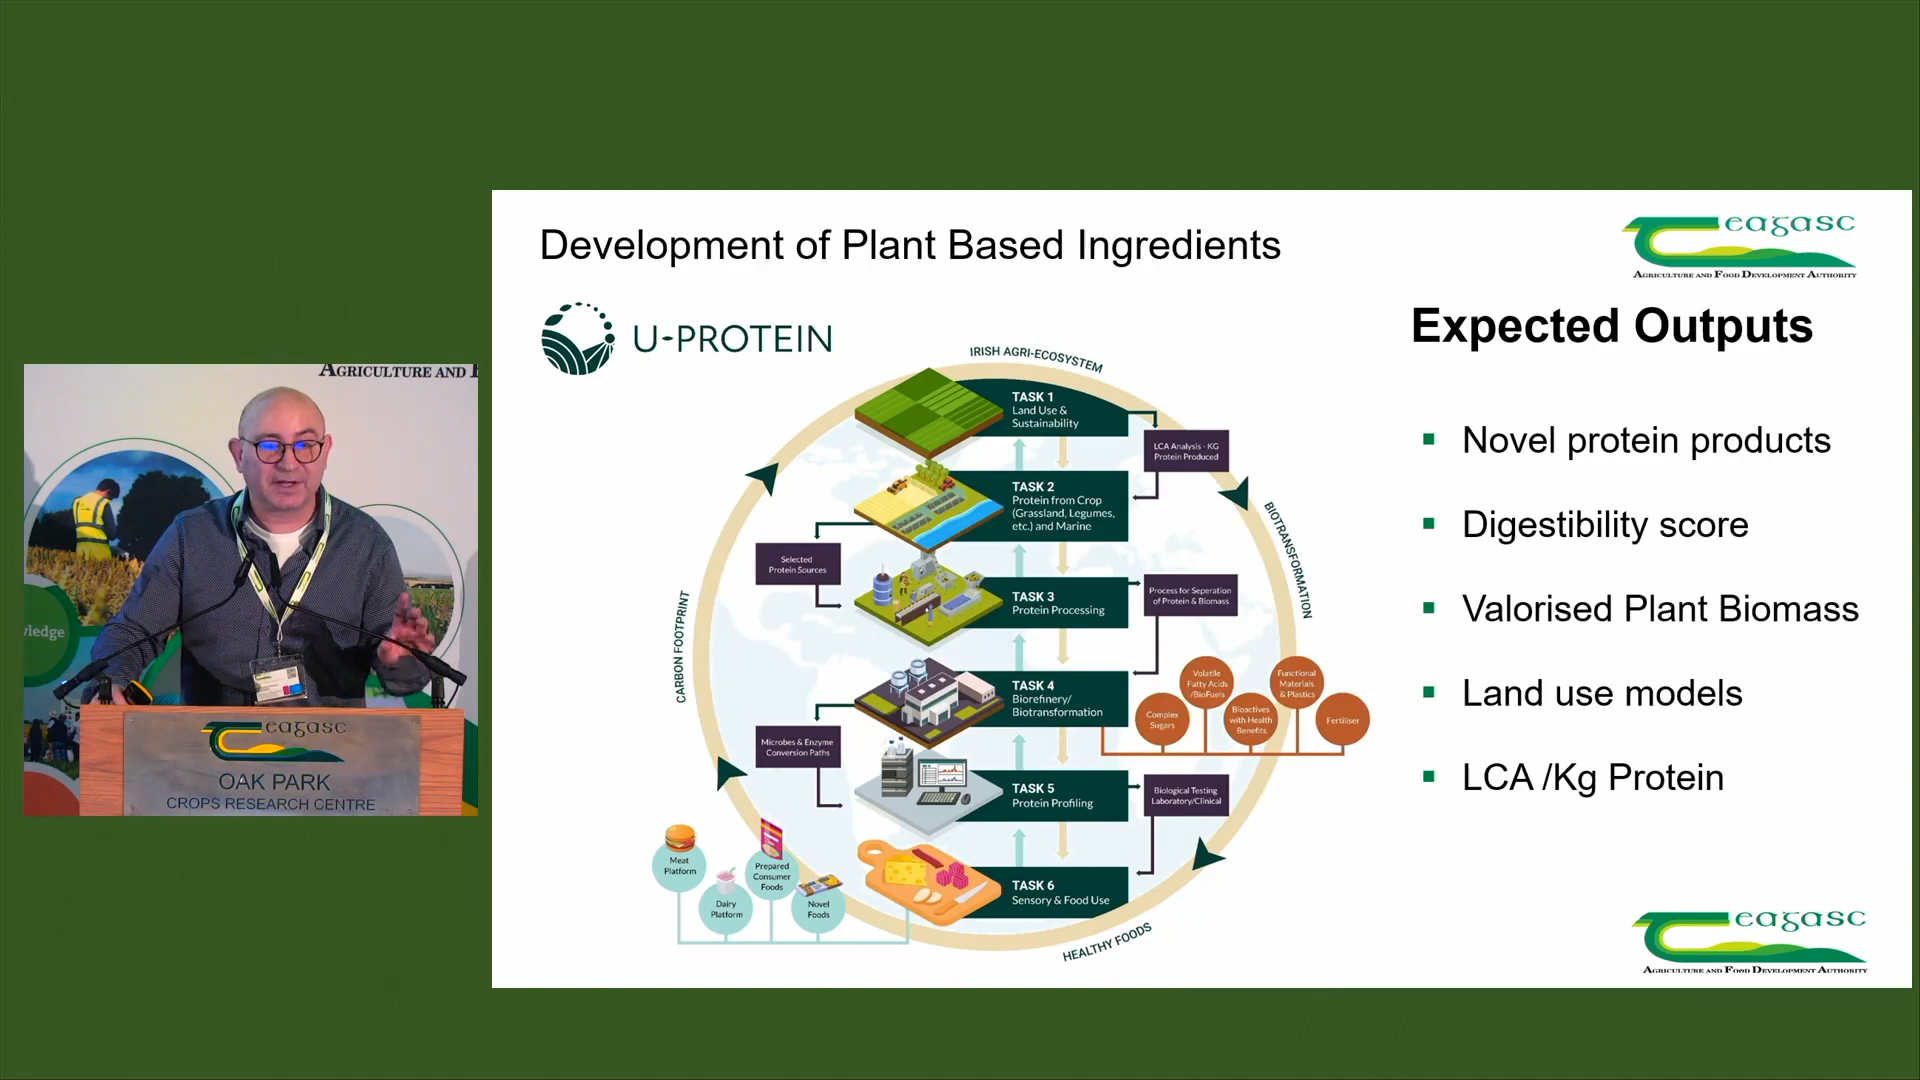 AGRICULTURE AND
ledge
eagasc
OAK PARK
CROPS RESEARCH CENTRE
Development of Plant Based Ingredients
eagasc
AGRICULTURE AND FOOD DEVELOPMENT AUTHORITY
U-PROTEIN
Expected Outputs
Novel protein products
Digestibility score
Valorised Plant Biomass
Land use models
LCA /Kg Protein
IRISH AGRI-ECOSYSTEM
BIOTRANSFORMATION
HEALTHY FOODS
CARBON FOOTPRINT
TASK 1
Land Use &
Sustainability
LCA Analysis - KG
Protein Produced
TASK 2
Protein from Crop
(Grassland, Legumes,
etc.) and Marine
Selected
Protein Sources
TASK 3
Protein Processing
Process for Seperation
of Protein & Biomass
TASK 4
Biorefinery/
Biotransformation
Complex
Sugars
Volatile
Fatty Acids
/BioFuels
Bioactives
with Health
Benefits
Functional
Materials
& Plastics
Fertiliser
Microbes & Enzyme
Conversion Paths
TASK 5
Protein Profiling
Biological Testing
Laboratory/Clinical
TASK 6
Sensory & Food Use
Meat
Platform
Dairy
Platform
Prepared
Consumer
Foods
Novel
Foods
eagasc
AGRICULTURE AND FOOD DEVELOPMENT AUTHORITY